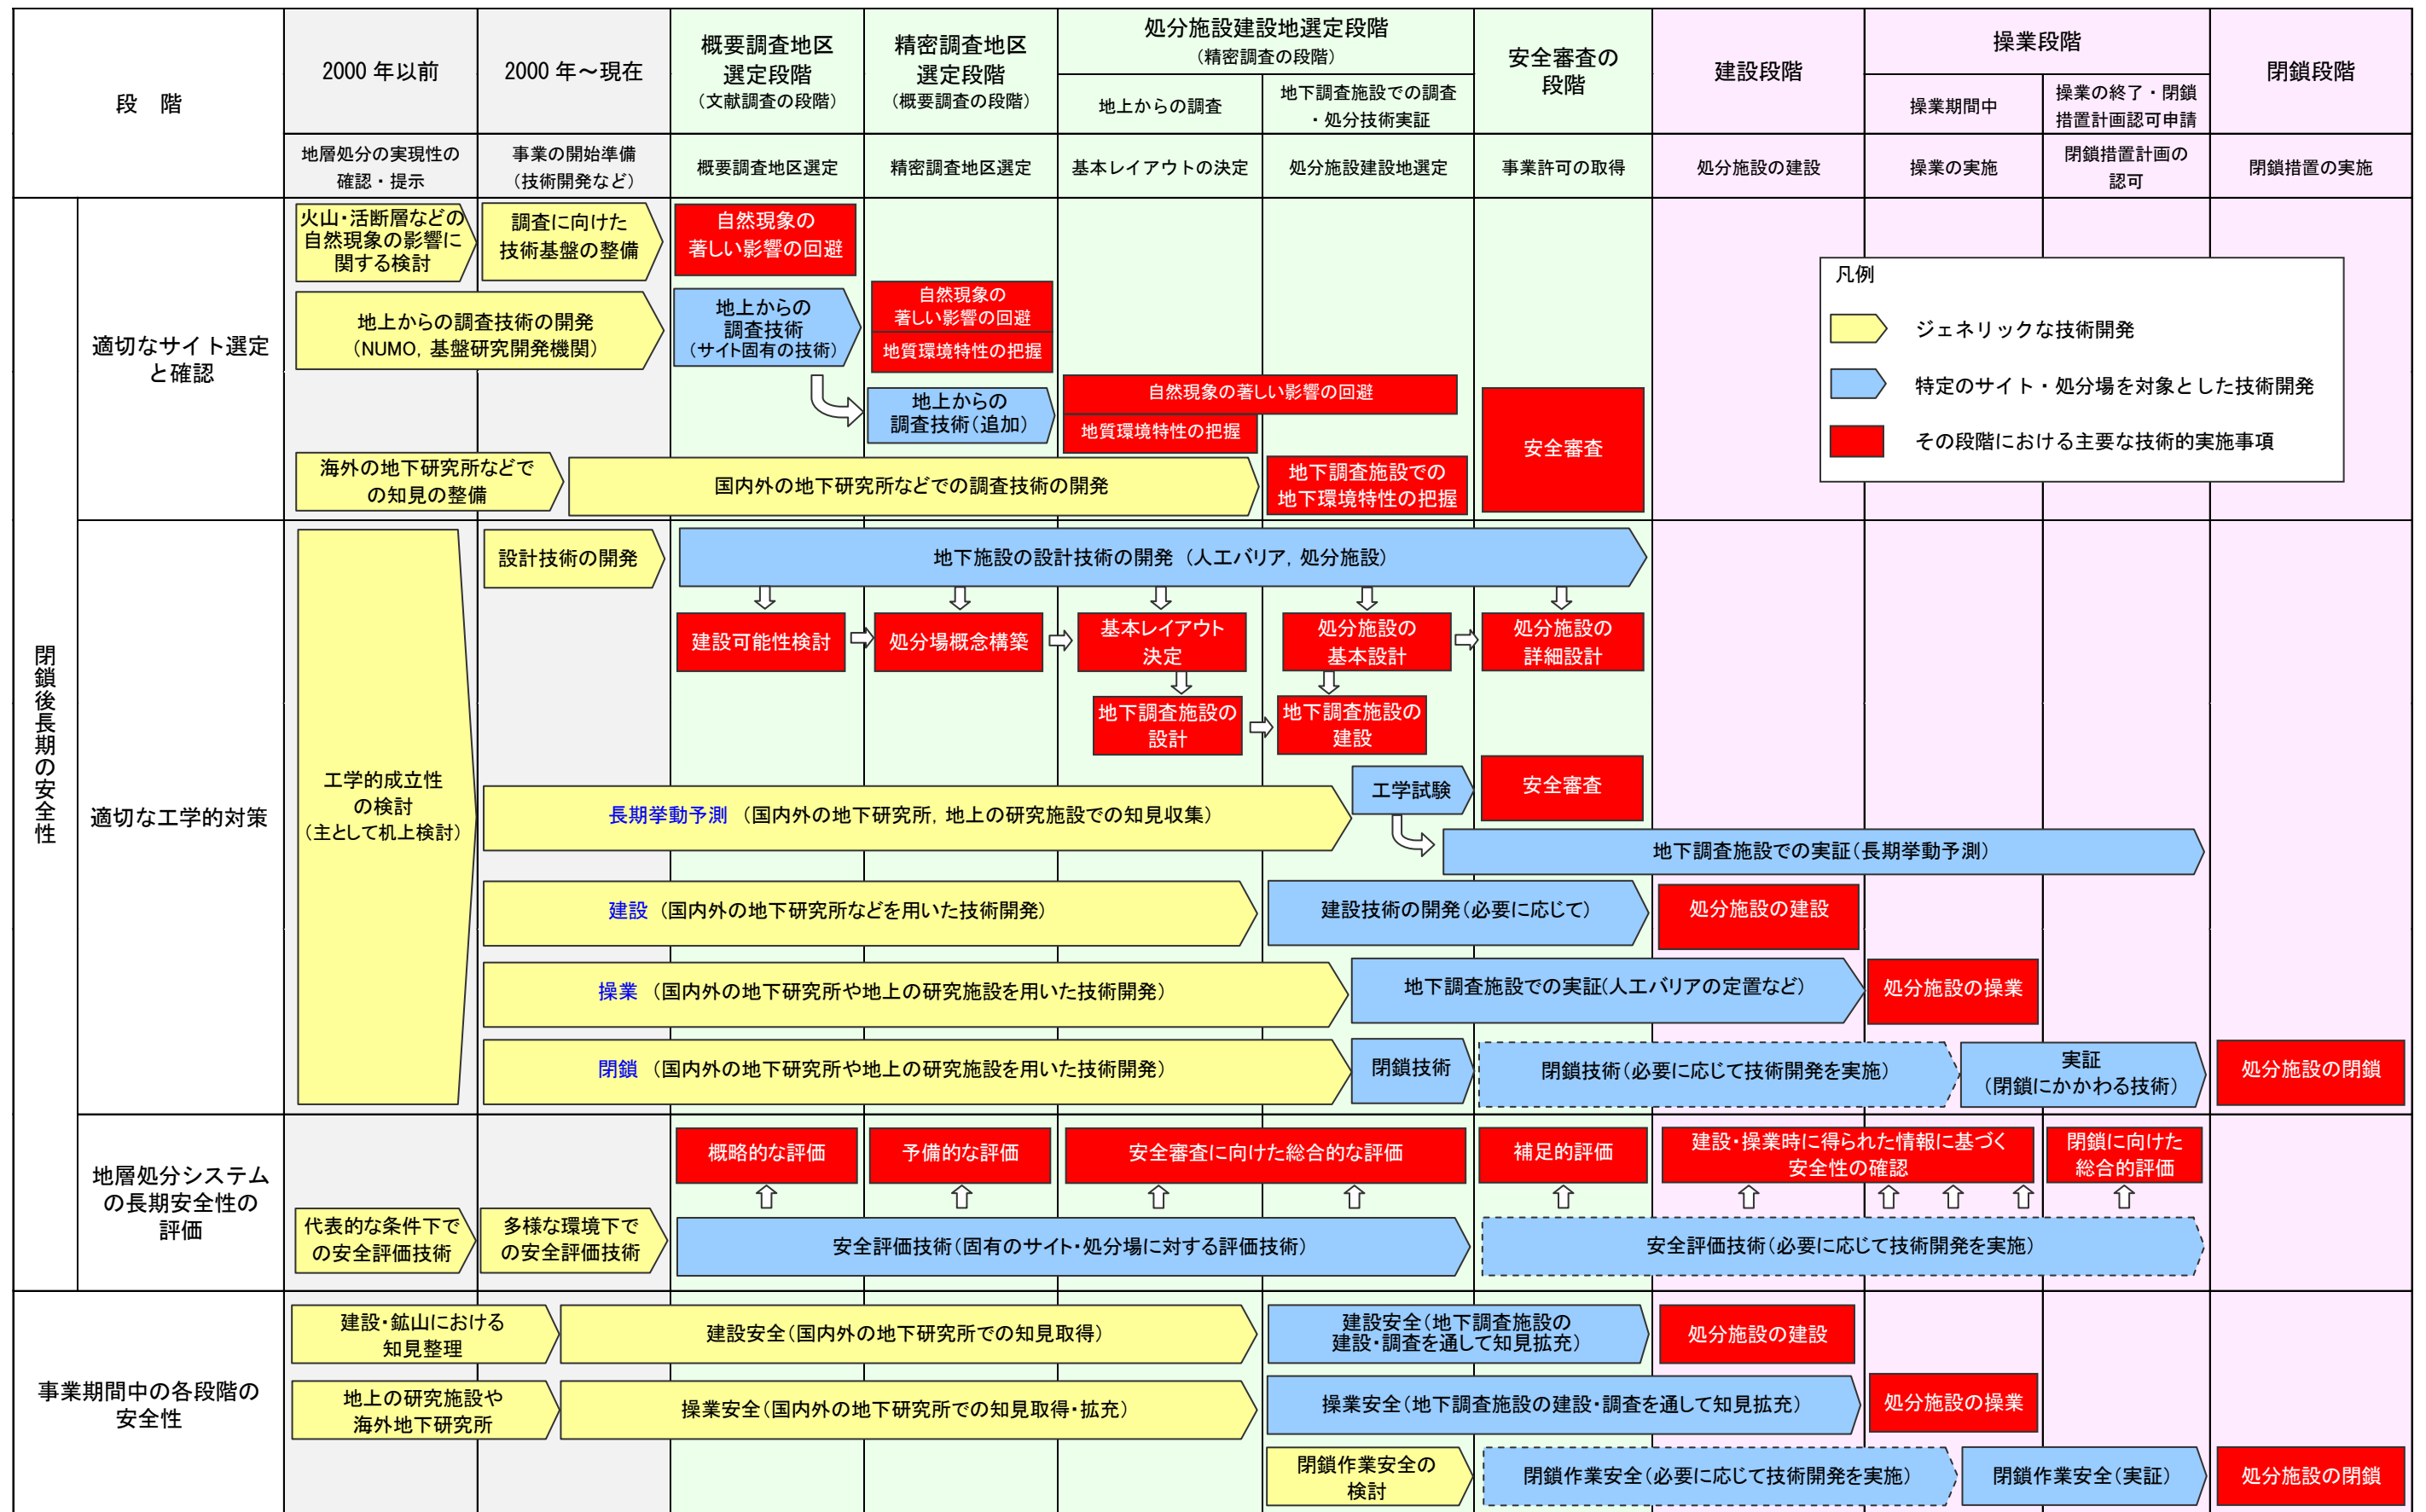 段　階
2000 年以前
2000 年～現在
概要調査地区
選定段階
（文献調査の段階）
精密調査地区
選定段階
（概要調査の段階）
処分施設建設地選定段階
（精密調査の段階）
地上からの調査
地下調査施設での調査
・処分技術実証
安全審査の
段階
建設段階
操業段階
操業期間中
操業の終了・閉鎖
措置計画認可申請
閉鎖段階
地層処分の実現性の
確認・提示
事業の開始準備
（技術開発など）
概要調査地区選定
精密調査地区選定
基本レイアウトの決定
処分施設建設地選定
事業許可の取得
処分施設の建設
操業の実施
閉鎖措置計画の
認可
閉鎖措置の実施
閉鎖後長期の安全性
適切なサイト選定
と確認
火山・活断層などの
自然現象の影響に
関する検討
調査に向けた
技術基盤の整備
自然現象の
著しい影響の回避
地上からの調査技術の開発
（NUMO，基盤研究開発機関）
地上からの
調査技術
（サイト固有の技術）
自然現象の
著しい影響の回避
地質環境特性の把握
地上からの
調査技術（追加）
自然現象の著しい影響の回避
地質環境特性の把握
安全審査
海外の地下研究所などで
の知見の整備
国内外の地下研究所などでの調査技術の開発
地下調査施設での
地下環境特性の把握
凡例
ジェネリックな技術開発
特定のサイト・処分場を対象とした技術開発
その段階における主要な技術的実施事項
適切な工学的対策
工学的成立性
の検討
（主として机上検討）
設計技術の開発
地下施設の設計技術の開発（人工バリア，処分施設）
建設可能性検討
処分場概念構築
基本レイアウト
決定
処分施設の
基本設計
処分施設の
詳細設計
地下調査施設の
設計
地下調査施設の
建設
長期挙動予測（国内外の地下研究所，地上の研究施設での知見収集）
工学試験
安全審査
地下調査施設での実証（長期挙動予測）
建設（国内外の地下研究所などを用いた技術開発）
建設技術の開発（必要に応じて）
処分施設の建設
操業（国内外の地下研究所や地上の研究施設を用いた技術開発）
地下調査施設での実証（人工バリアの定置など）
処分施設の操業
閉鎖（国内外の地下研究所や地上の研究施設を用いた技術開発）
閉鎖技術
閉鎖技術（必要に応じて技術開発を実施）
実証
（閉鎖にかかわる技術）
処分施設の閉鎖
地層処分システム
の長期安全性の
評価
概略的な評価
予備的な評価
安全審査に向けた総合的な評価
補足的評価
建設・操業時に得られた情報に基づく
安全性の確認
閉鎖に向けた
総合的評価
代表的な条件下で
の安全評価技術
多様な環境下で
の安全評価技術
安全評価技術（固有のサイト・処分場に対する評価技術）
安全評価技術（必要に応じて技術開発を実施）
事業期間中の各段階の
安全性
建設・鉱山における
知見整理
建設安全（国内外の地下研究所での知見取得）
建設安全（地下調査施設の
建設・調査を通して知見拡充）
処分施設の建設
地上の研究施設や
海外地下研究所
操業安全（国内外の地下研究所での知見取得・拡充）
操業安全（地下調査施設の建設・調査を通して知見拡充）
処分施設の操業
閉鎖作業安全の
検討
閉鎖作業安全（必要に応じて技術開発を実施）
閉鎖作業安全（実証）
処分施設の閉鎖